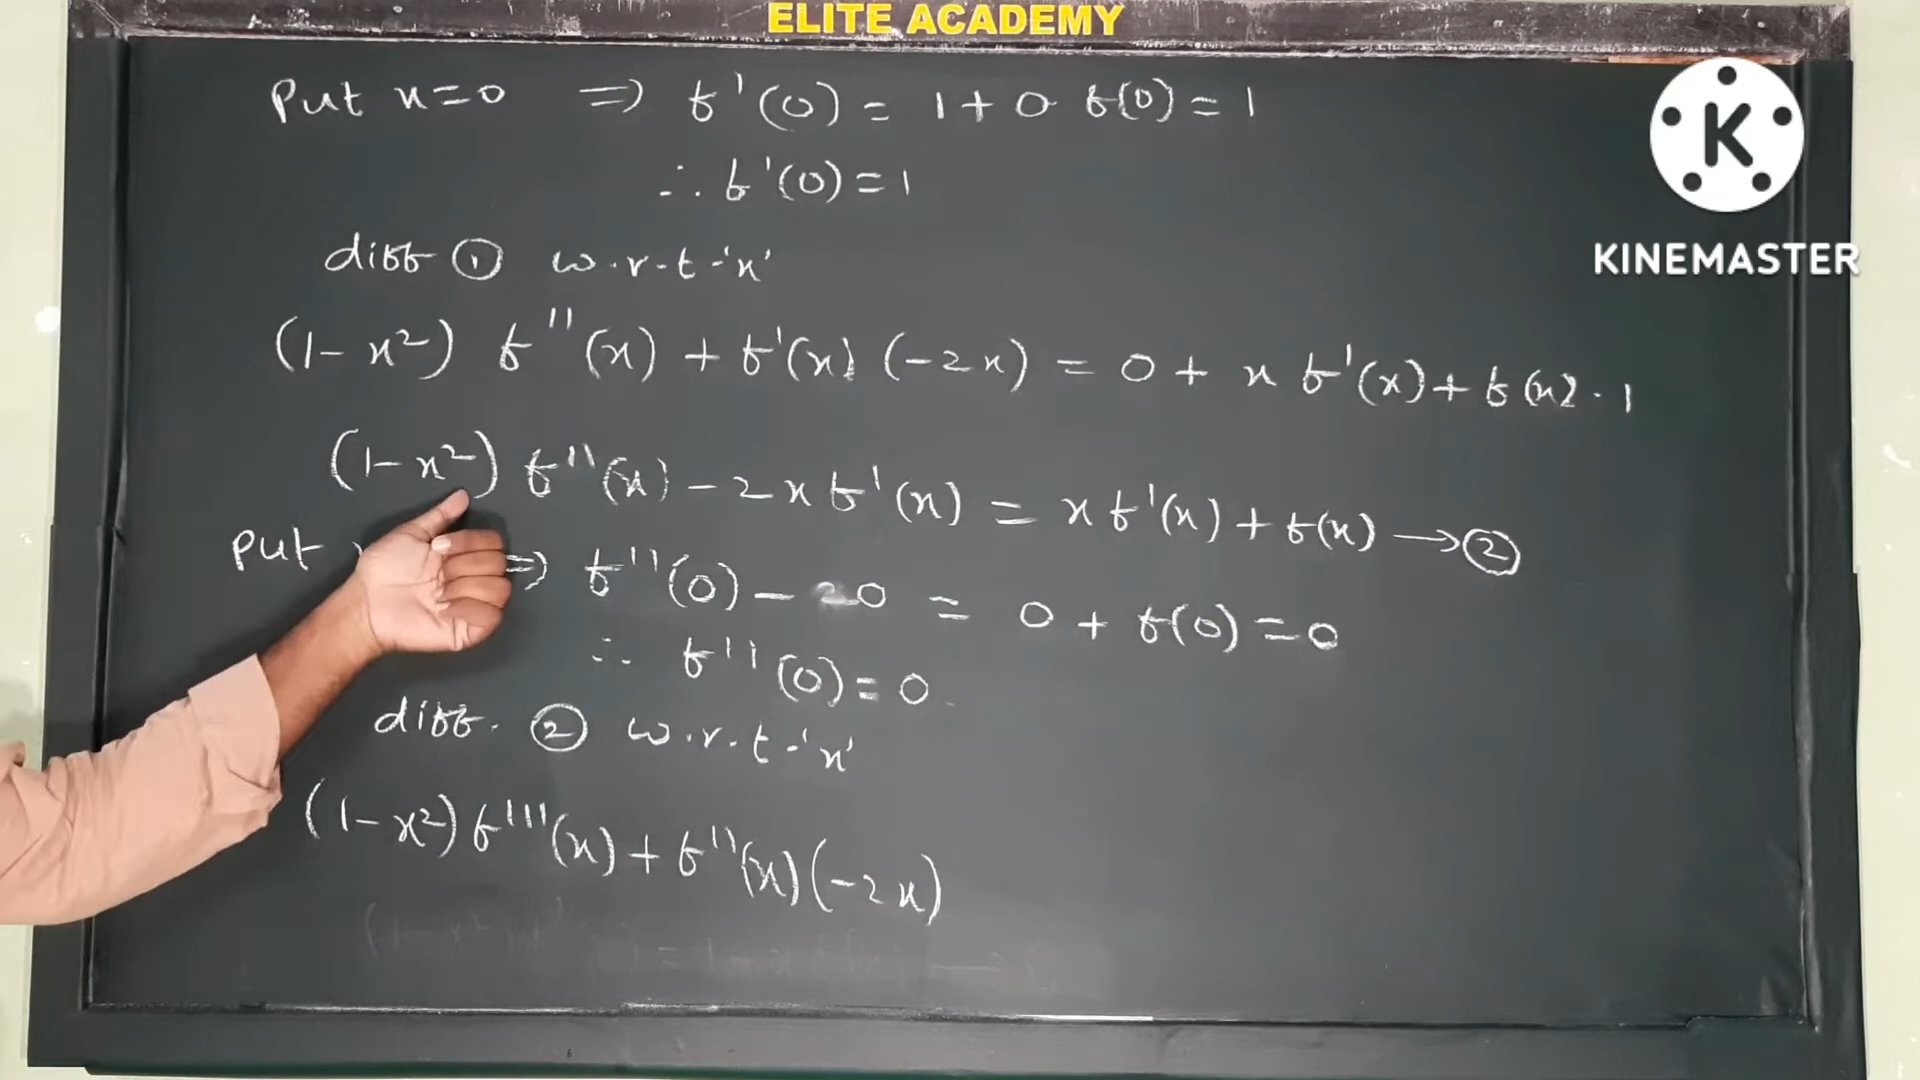 ELITE ACADEMY
Put x=0 ⇒ f'(0) = 1+0 f(0) = 1
∴ f'(0) = 1
diff ① w.r.t-'x'
KINEMASTER
(1-x²) f''(x) + f'(x) (-2x) = 0 + x f'(x) + f(x).1
(1-x²) f''(x) - 2x f'(x) = x f'(x) + f(x) → ②
Put ⇒ f''(0) - 0 = 0 + f(0) = 0
∴ f''(0) = 0.
diff. ② w.r.t-'x'
(1-x²) f'''(x) + f''(x) (-2x)